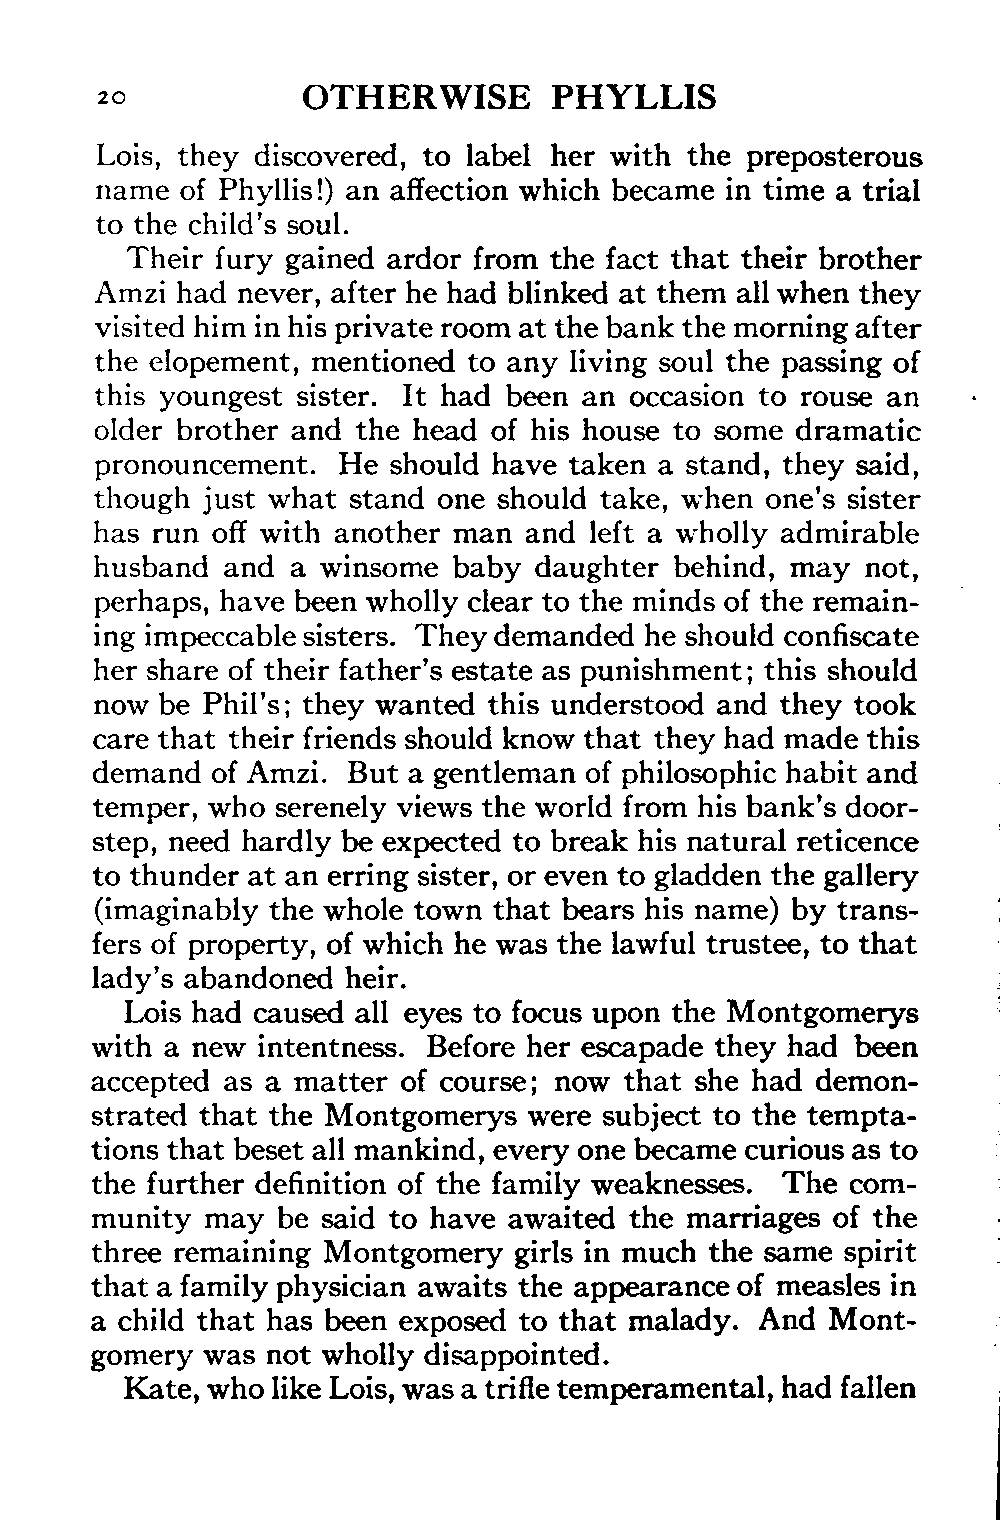 20 OTHERWISE PHYLLIS
Lois, they discovered, to label her with the preposterous
name of Phyllis!) an affection which became in time a trial
to the child's soul.
Their fury gained ardor from the fact that their brother
Amzi had never, after he had blinked at them all when they
visited him in his private room at the bank the morning after
the elopement, mentioned to any living soul the passing of
this youngest sister. It had been an occasion to rouse an
older brother and the head of his house to some dramatic
pronouncement. He should have taken a stand, they said,
though just what stand one should take, when one's sister
has run off with another man and left a wholly admirable
husband and a winsome baby daughter behind, may not,
perhaps, have been wholly clear to the minds of the remain-
ing impeccable sisters. They demanded he should confiscate
her share of their father's estate as punishment; this should
now be Phil's; they wanted this understood and they took
care that their friends should know that they had made this
demand of Amzi. But a gentleman of philosophic habit and
temper, who serenely views the world from his bank's door-
step, need hardly be expected to break his natural reticence
to thunder at an erring sister, or even to gladden the gallery
(imaginably the whole town that bears his name) by trans-
fers of property, of which he was the lawful trustee, to that
lady's abandoned heir.
Lois had caused all eyes to focus upon the Montgomerys
with a new intentness. Before her escapade they had been
accepted as a matter of course; now that she had demon-
strated that the Montgomerys were subject to the tempta-
tions that beset all mankind, every one became curious as to
the further definition of the family weaknesses. The com-
munity may be said to have awaited the marriages of the
three remaining Montgomery girls in much the same spirit
that a family physician awaits the appearance of measles in
a child that has been exposed to that malady. And Mont-
gomery was not wholly disappointed.
Kate, who like Lois, was a trifle temperamental, had fallen